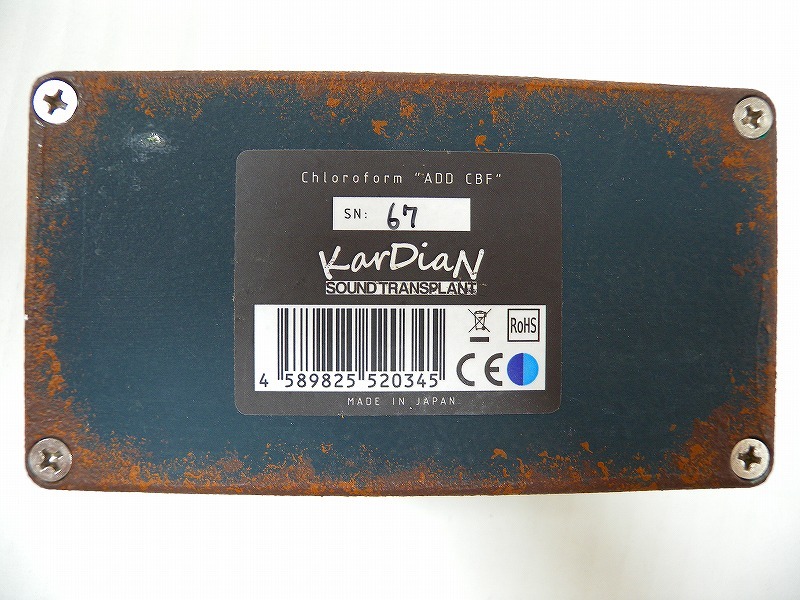 Chloroform "ADD CBF"
SN: 67
KarDiaN
SOUND TRANSPLANT
RoHS
CE
4 589825 520345
MADE IN JAPAN